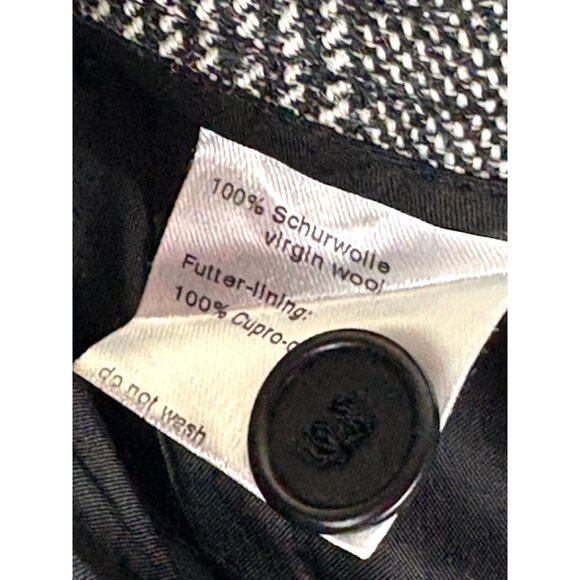 100% Schurwolle
virgin wool
Futter-lining:
100% Cupro-
do not wash